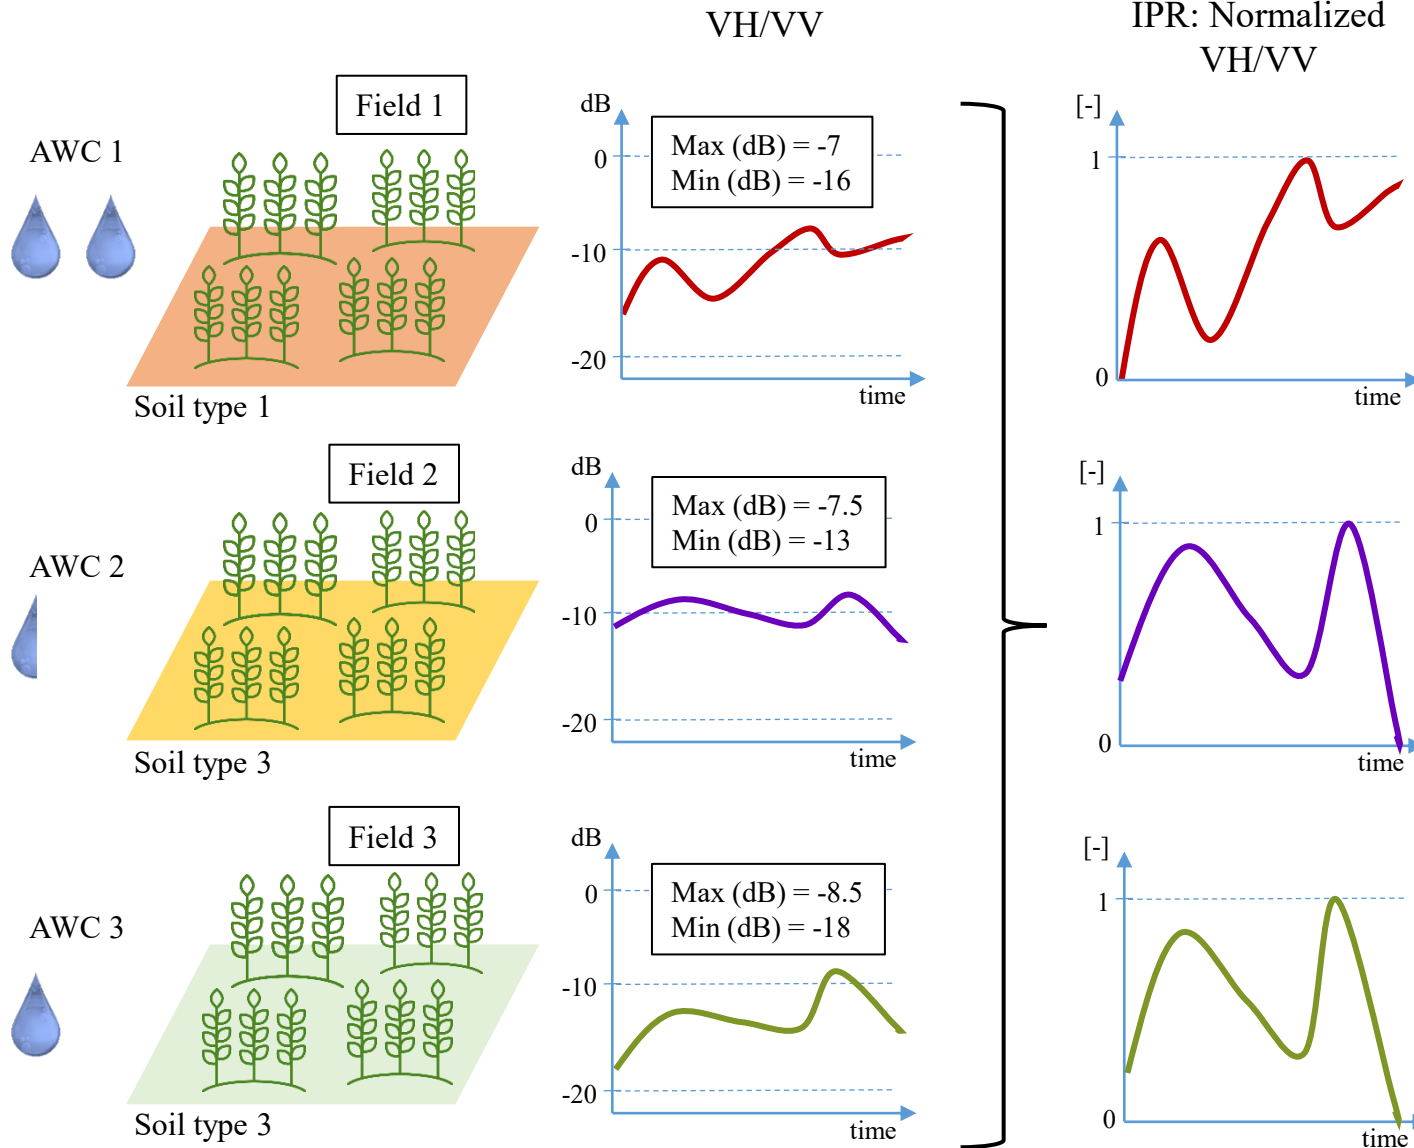 VH/VV
IPR: Normalized
VH/VV
Field 1
AWC 1
Soil type 1
dB
0
-10
-20
Max (dB) = -7
Min (dB) = -16
time
[-]
1
0
time
Field 2
AWC 2
Soil type 3
dB
0
-10
-20
Max (dB) = -7.5
Min (dB) = -13
time
[-]
1
0
time
Field 3
AWC 3
Soil type 3
dB
0
-10
-20
Max (dB) = -8.5
Min (dB) = -18
time
[-]
1
0
time